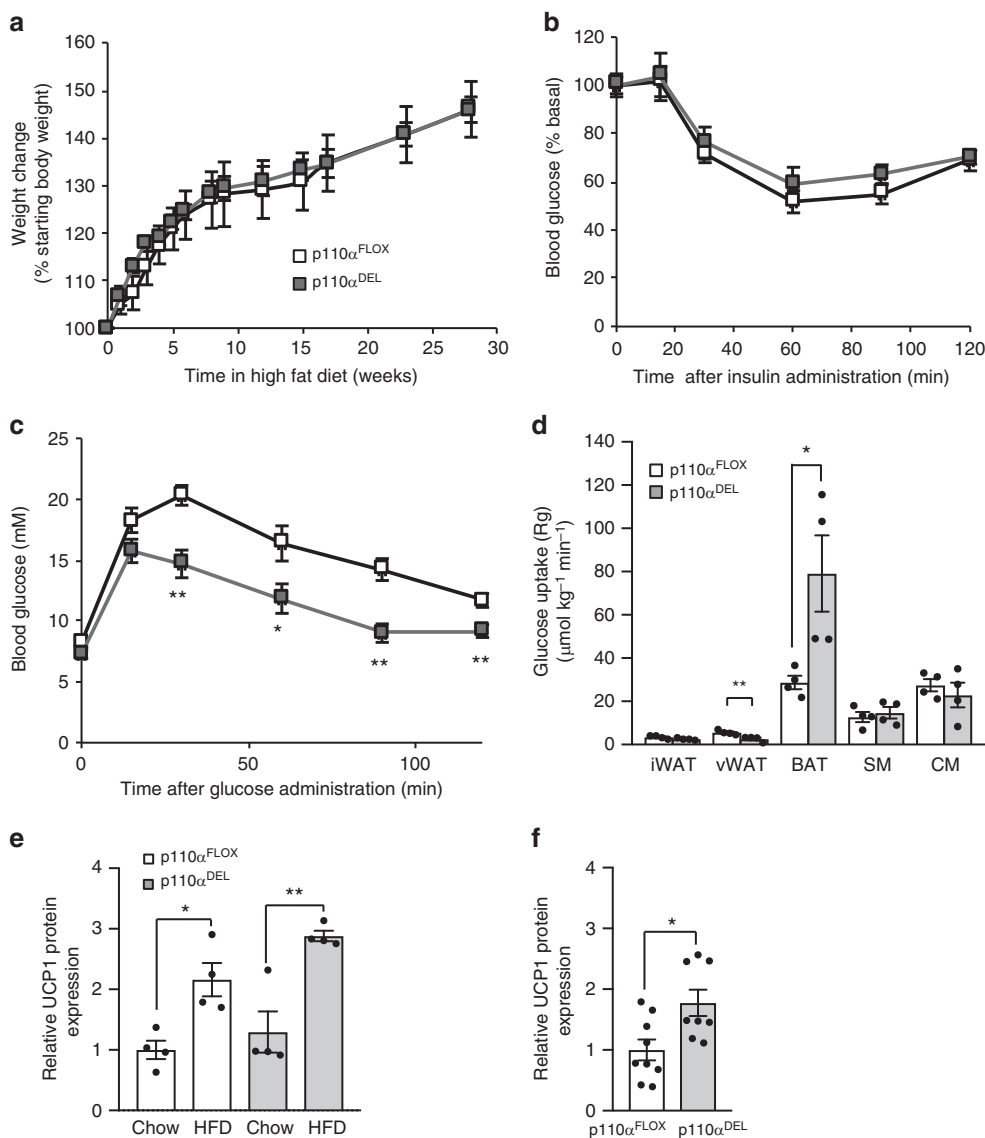 a
160
150
140
130
120
110
100
Weight change
(% starting body weight)
p110α^FLOX
p110α^DEL
0 5 10 15 20 25 30
Time in high fat diet (weeks)
b
120
100
80
60
40
20
0
Blood glucose (% basal)
0 20 40 60 80 100 120
Time after insulin administration (min)
c
25
20
15
10
5
0
Blood glucose (mM)
** * ** **
0 50 100
Time after glucose administration (min)
d
140
120
100
80
60
40
20
0
Glucose uptake (Rg)
(μmol kg⁻¹ min⁻¹)
p110α^FLOX
p110α^DEL
*
**
iWAT vWAT BAT SM CM
e
p110α^FLOX
p110α^DEL
4
3
2
1
0
Relative UCP1 protein
expression
* **
Chow HFD Chow HFD
f
4
3
2
1
0
Relative UCP1 protein
expression
*
p110α^FLOX p110α^DEL